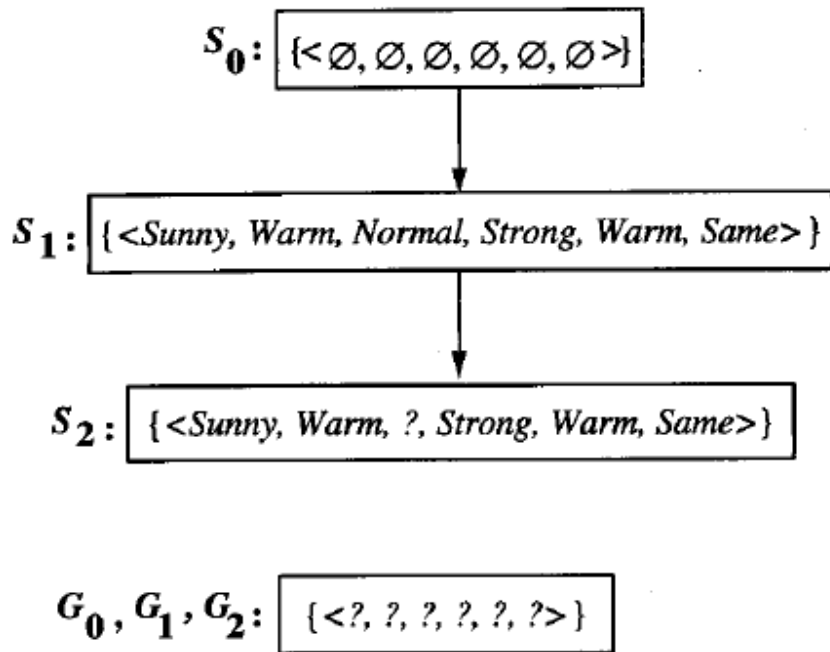 S0: {<∅, ∅, ∅, ∅, ∅, ∅>}
S1: {<Sunny, Warm, Normal, Strong, Warm, Same>}
S2: {<Sunny, Warm, ?, Strong, Warm, Same>}
G0, G1, G2: {<?, ?, ?, ?, ?, ?>}